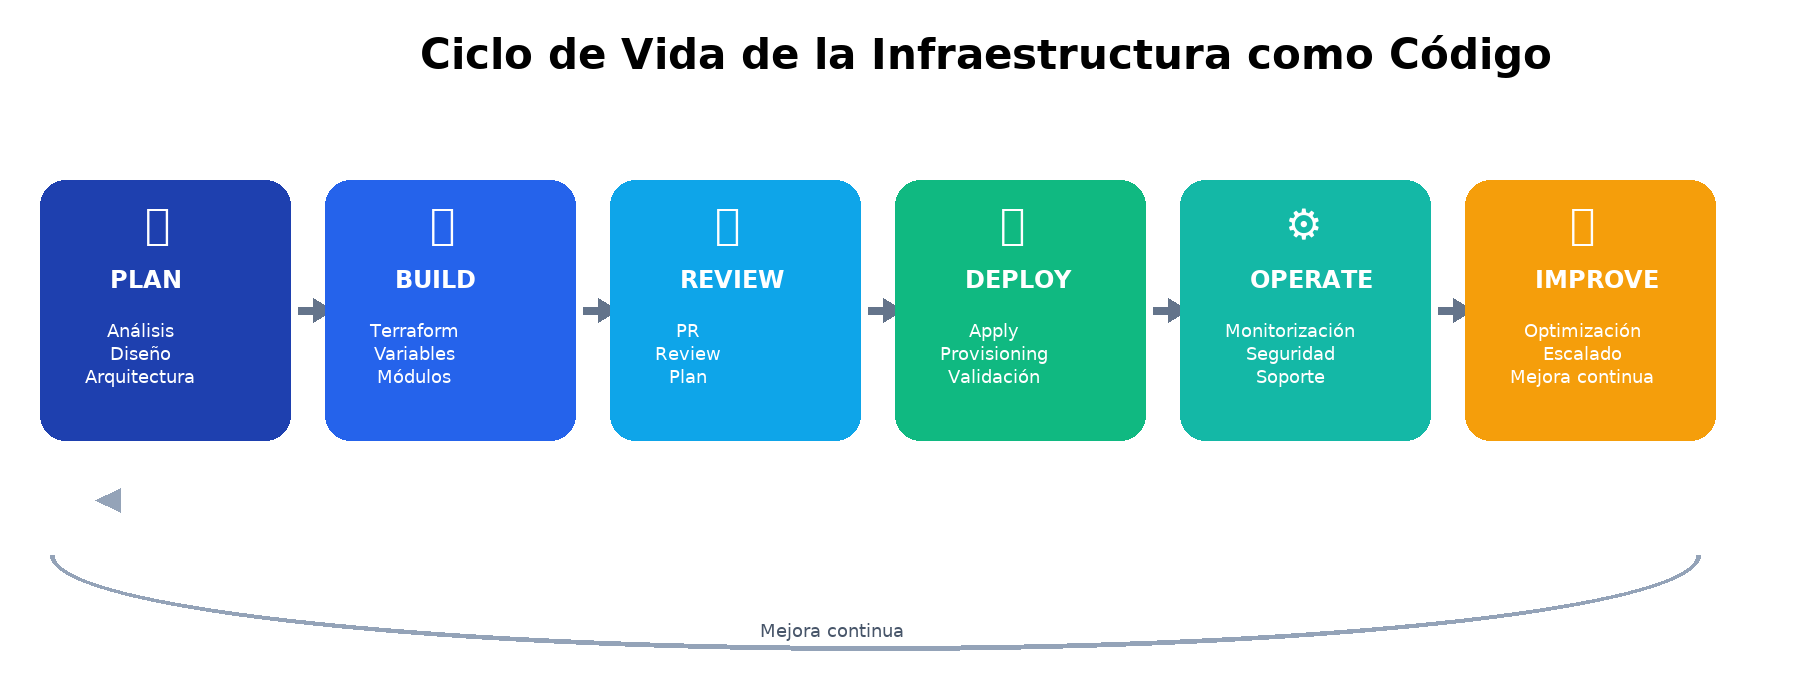 Ciclo de Vida de la Infraestructura como Código
PLAN
Análisis
Diseño
Arquitectura
BUILD
Terraform
Variables
Módulos
REVIEW
PR
Review
Plan
DEPLOY
Apply
Provisioning
Validación
OPERATE
Monitorización
Seguridad
Soporte
IMPROVE
Optimización
Escalado
Mejora continua
Mejora continua